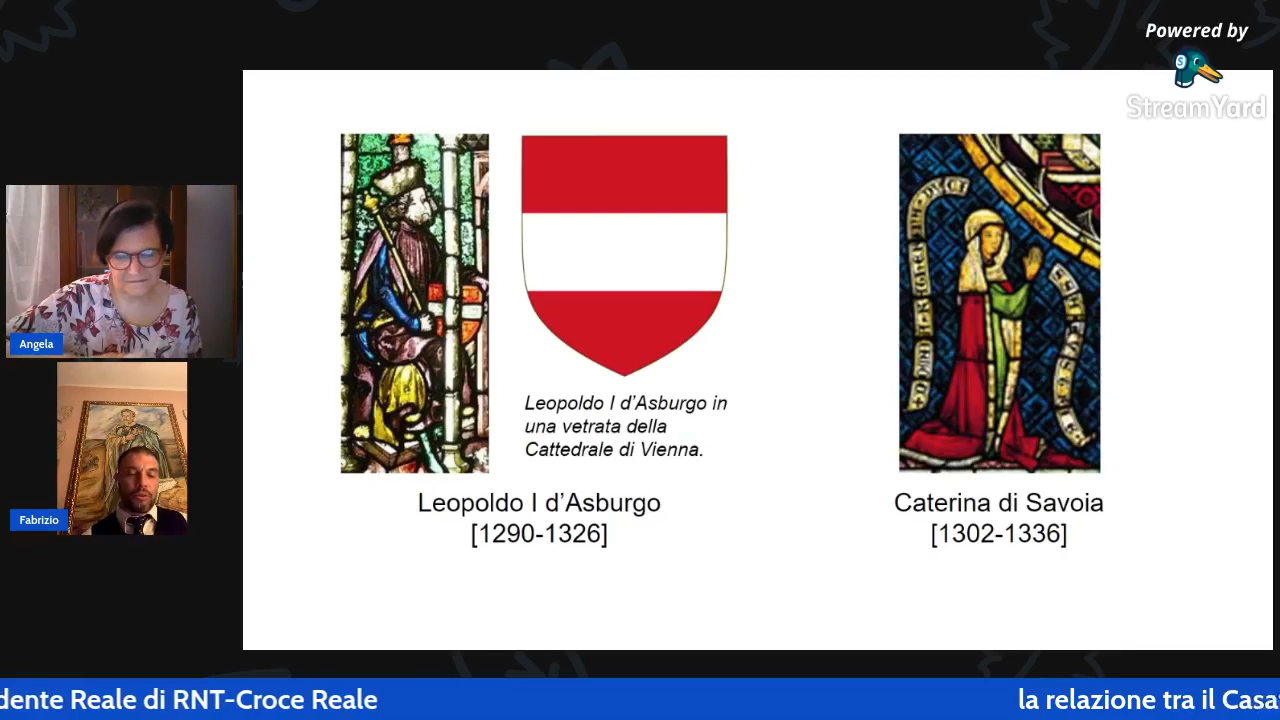 Powered by
StreamYard
Angela
Fabrizio
Leopoldo I d'Asburgo in
una vetrata della
Cattedrale di Vienna.
Leopoldo I d'Asburgo
[1290-1326]
Caterina di Savoia
[1302-1336]
dente Reale di RNT-Croce Reale
la relazione tra il Casa